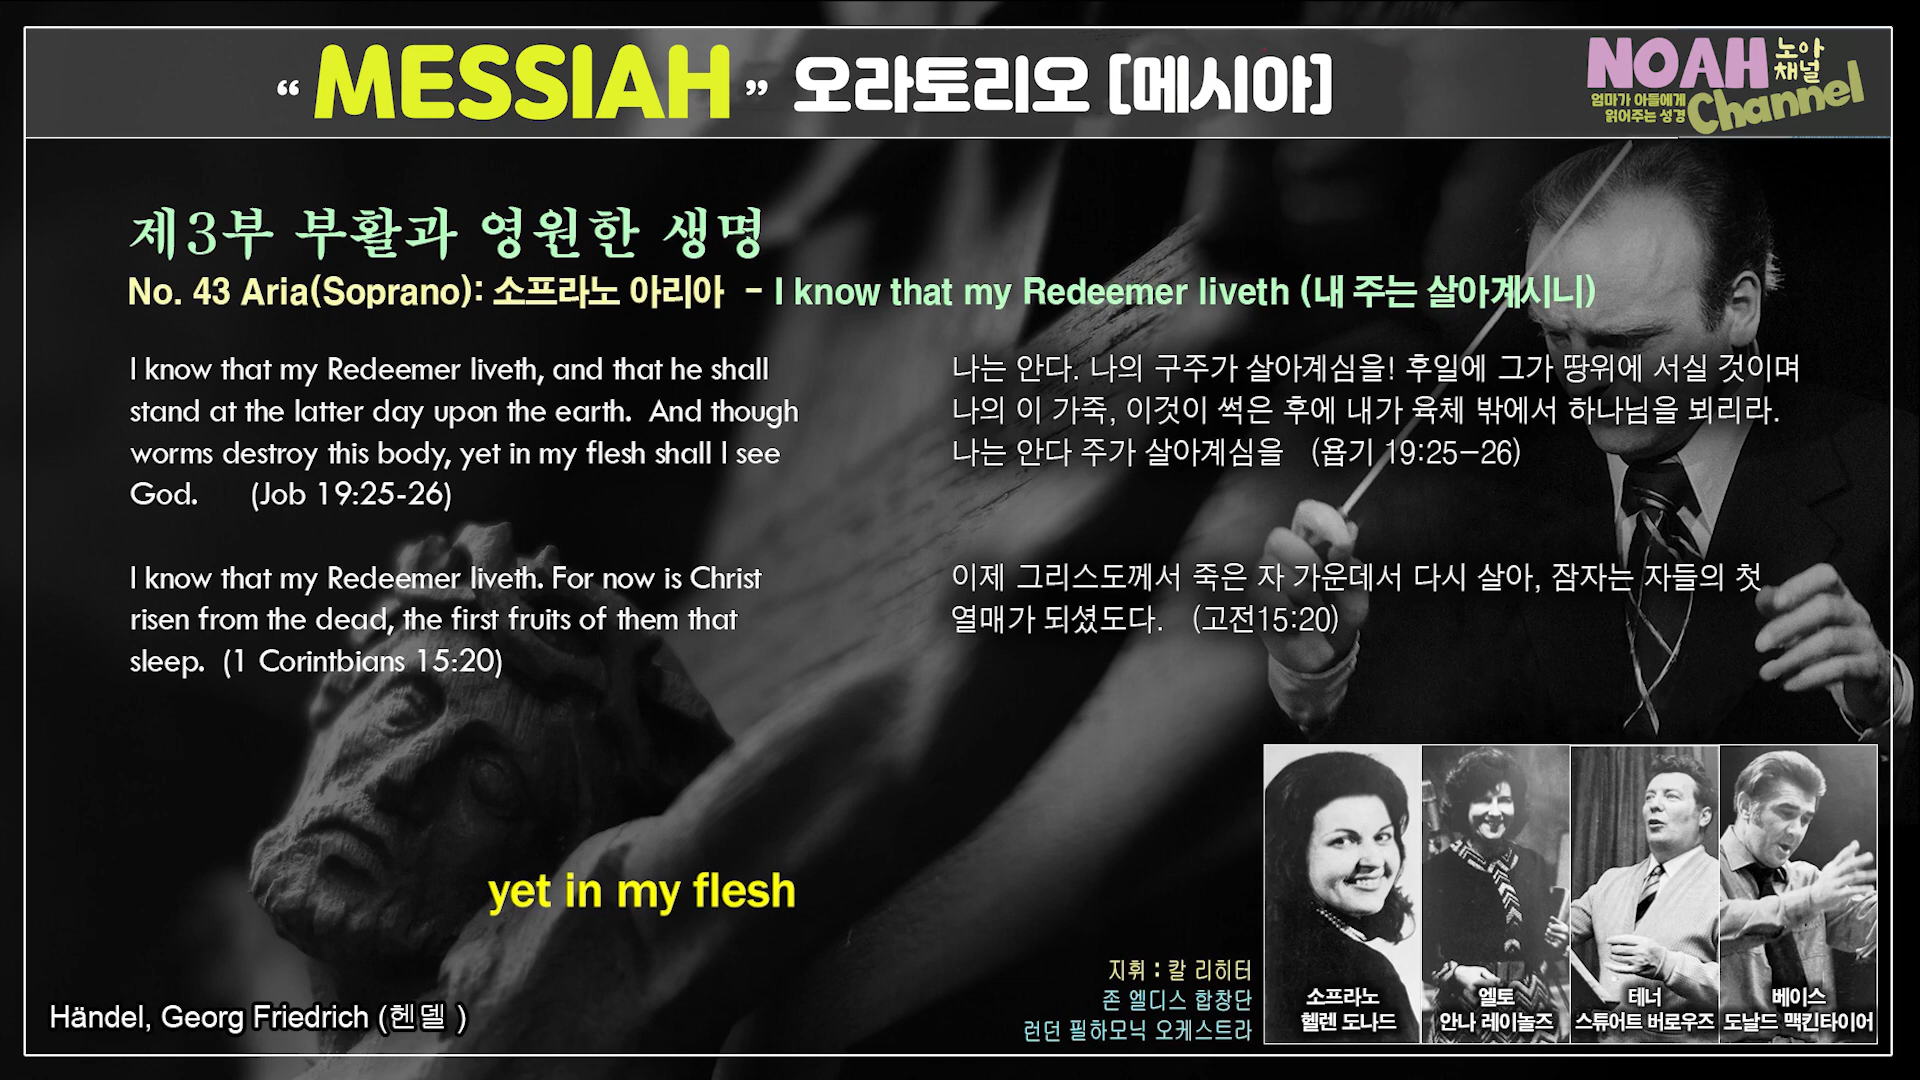 “ MESSIAH ” 오라토리오 [메시아]
NOAH 노아
채널
엄마가 아들에게
읽어주는 성경
Channel
제3부 부활과 영원한 생명
No. 43 Aria(Soprano): 소프라노 아리아 - I know that my Redeemer liveth (내 주는 살아계시니)
I know that my Redeemer liveth, and that he shall
stand at the latter day upon the earth. And though
worms destroy this body, yet in my flesh shall I see
God. (Job 19:25-26)
I know that my Redeemer liveth. For now is Christ
risen from the dead, the first fruits of them that
sleep. (1 Corintbians 15:20)
나는 안다. 나의 구주가 살아계심을! 후일에 그가 땅위에 서실 것이며
나의 이 가죽, 이것이 썩은 후에 내가 육체 밖에서 하나님을 뵈리라.
나는 안다 주가 살아계심을 (욥기 19:25-26)
이제 그리스도께서 죽은 자 가운데서 다시 살아, 잠자는 자들의 첫
열매가 되셨도다. (고전15:20)
yet in my flesh
Händel, Georg Friedrich (헨델 )
지휘 : 칼 리히터
존 엘디스 합창단
런던 필하모닉 오케스트라
소프라노
헬렌 도나드
엘토
안나 레이놀즈
테너
스튜어트 버로우즈
베이스
도날드 맥킨타이어